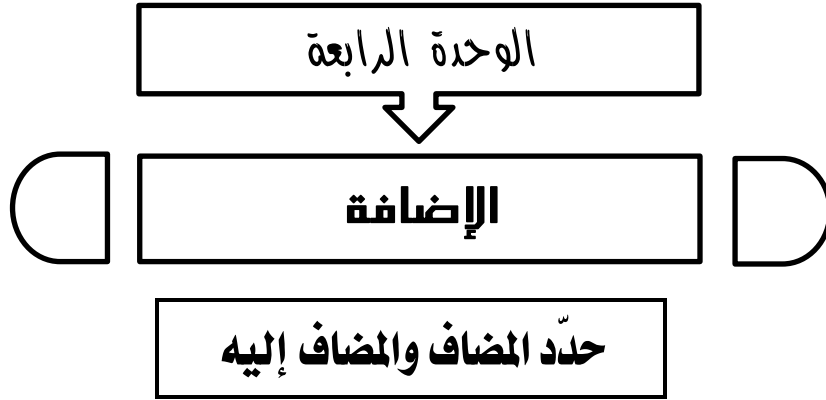 الوحدة الرابعة
الإضافة
حدّد المضاف والمضاف إليه